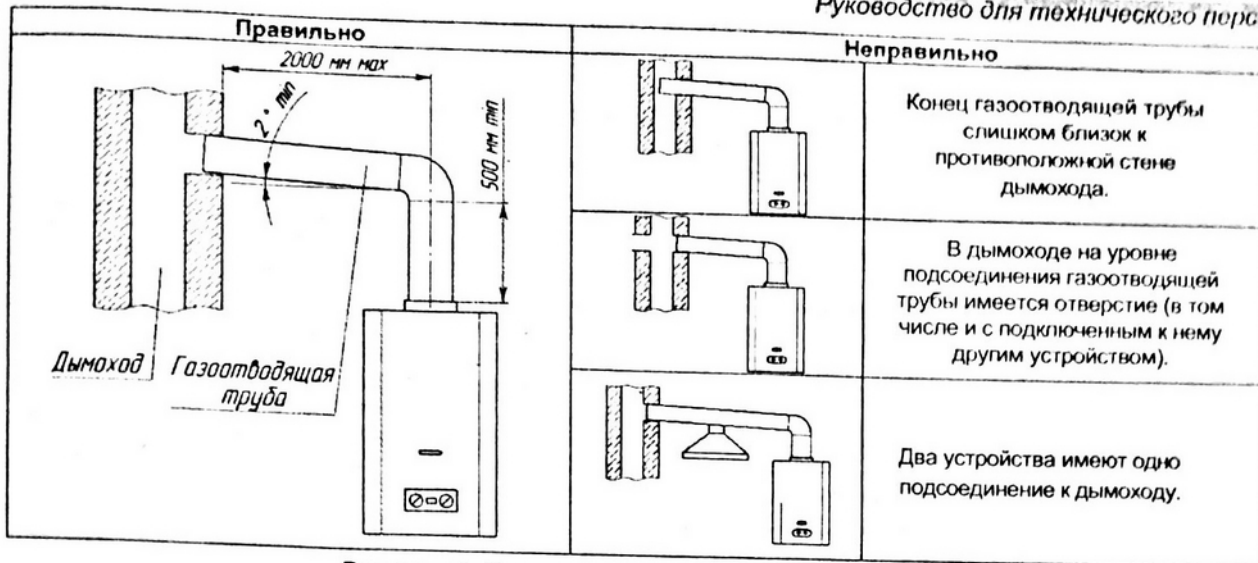 Руководство для технического
Правильно
Неправильно
2000 мм max
2° min
500 мм min
Дымоход
Газоотводящая
труба
Конец газоотводящей трубы
слишком близок к
противоположной стене
дымохода.
В дымоходе на уровне
подсоединения газоотводящей
трубы имеется отверстие (в том
числе и с подключенным к нему
другим устройством).
Два устройства имеют одно
подсоединение к дымоходу.